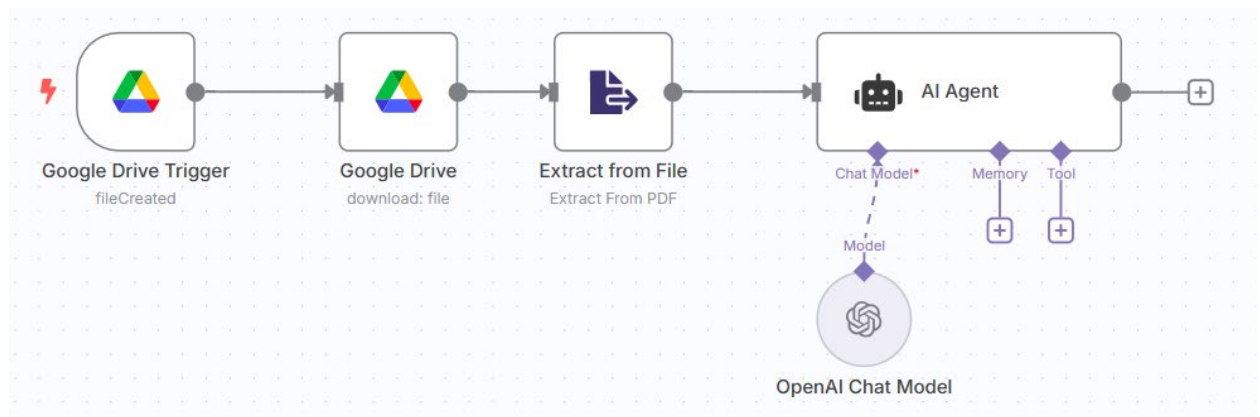 AI Agent
Google Drive Trigger
fileCreated
Google Drive
download: file
Extract from File
Extract From PDF
Chat Model*
Memory
Tool
Model
OpenAI Chat Model